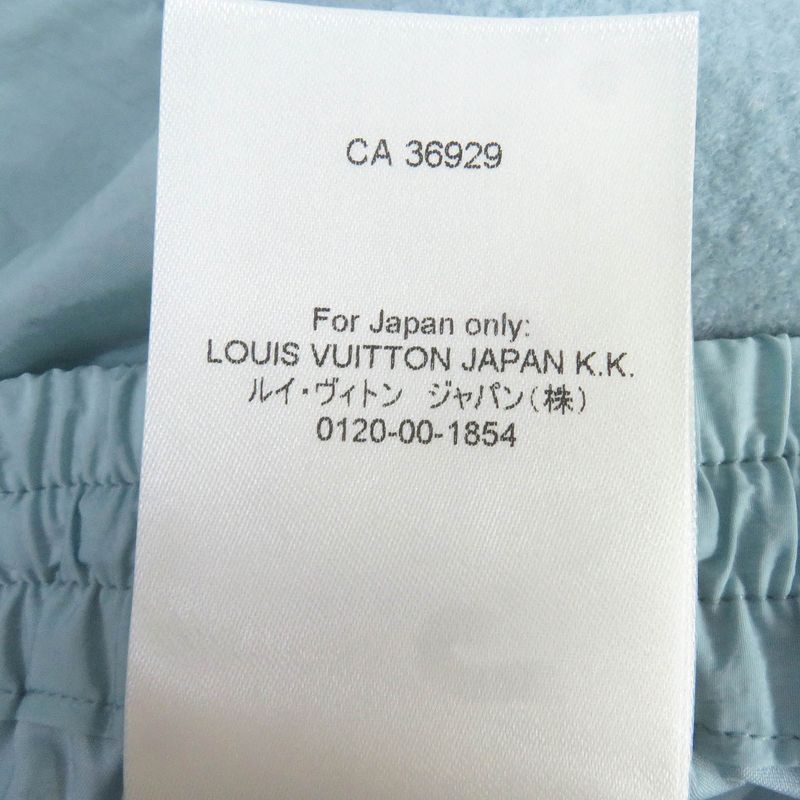 CA 36929
For Japan only:
LOUIS VUITTON JAPAN K.K.
ルイ・ヴィトン　ジャパン(株)
0120-00-1854